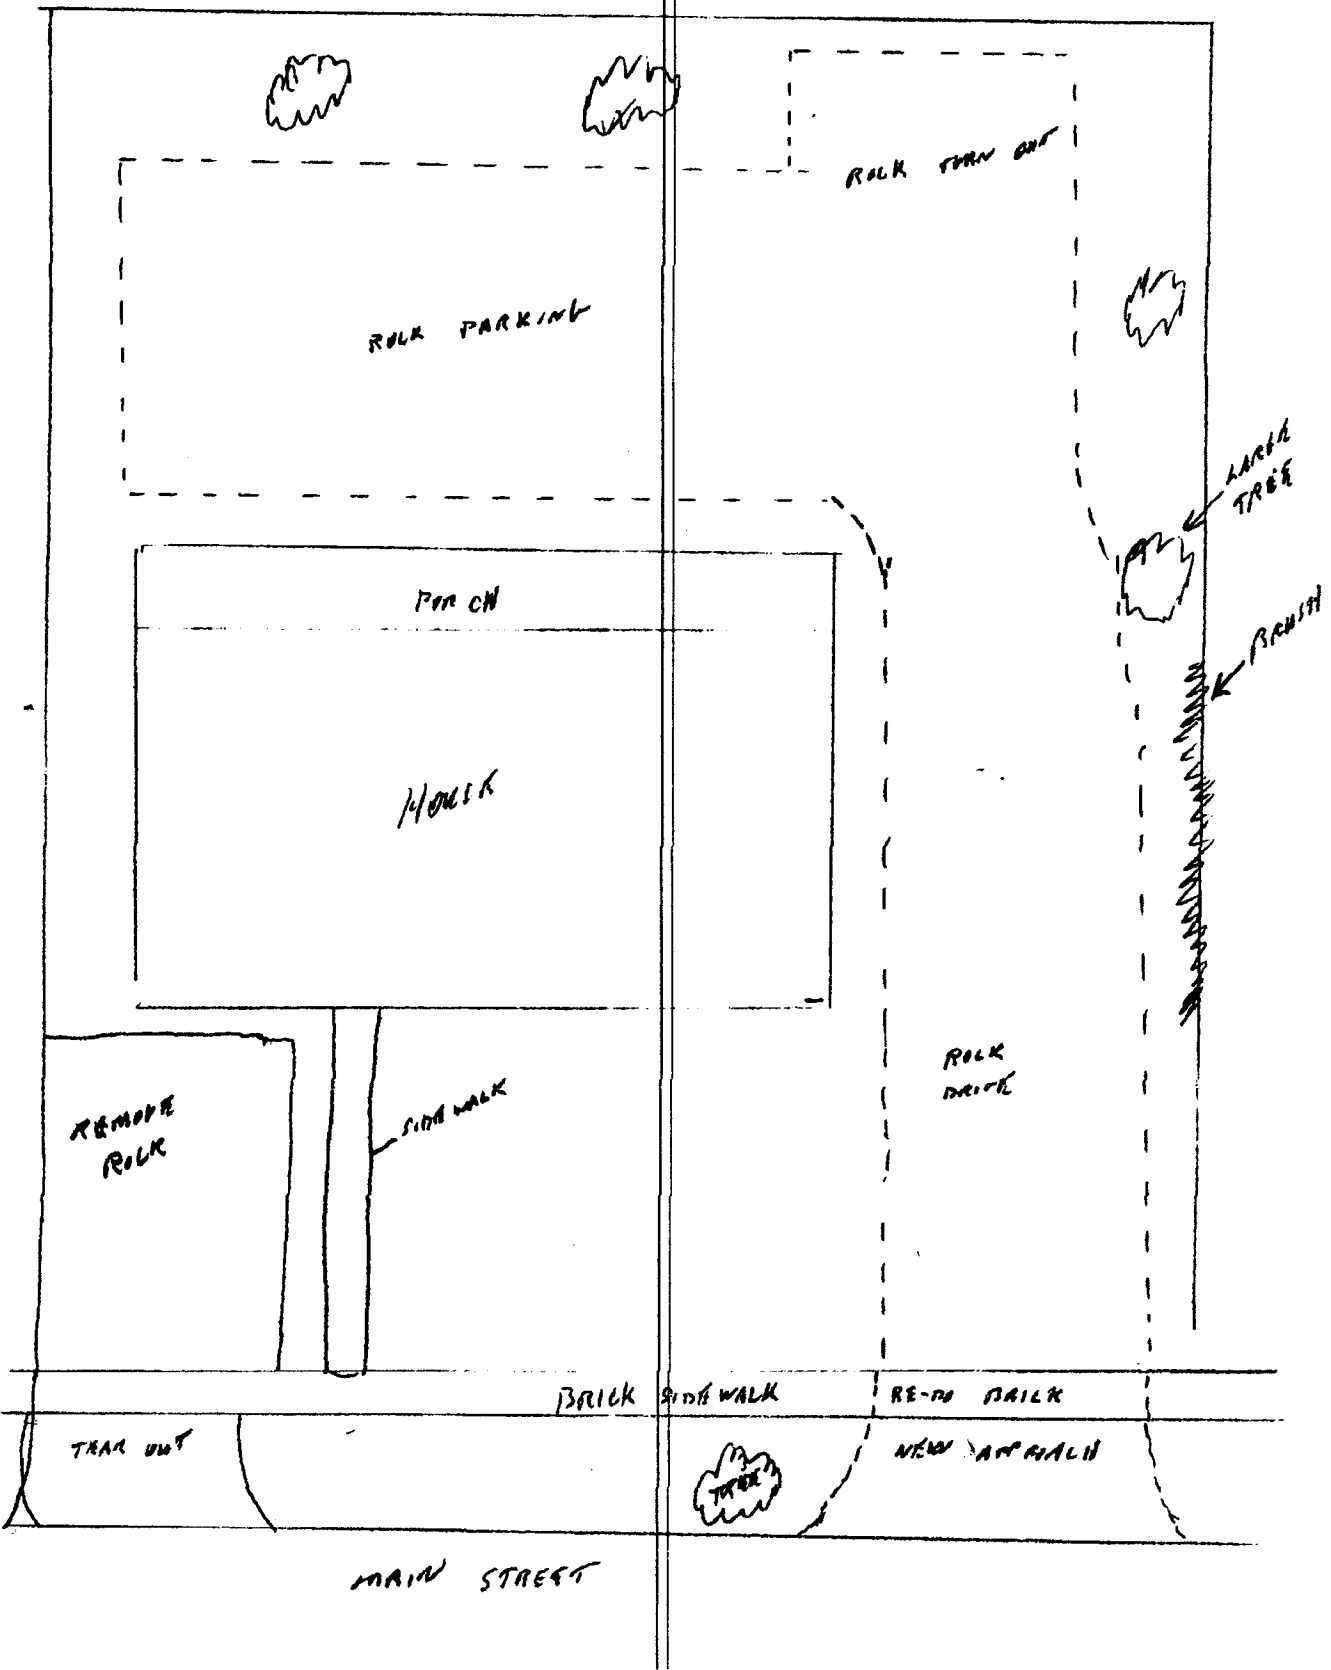 ROCK TURN OUT
ROCK PARKING
LARGE
TREE
PORCH
BRUSH
HOUSE
ROCK
DRIVE
REMOVE
ROCK
SIDEWALK
BRICK SIDEWALK
RE-DO BRICK
TEAR OUT
NEW APPROACH
TREE
MAIN STREET